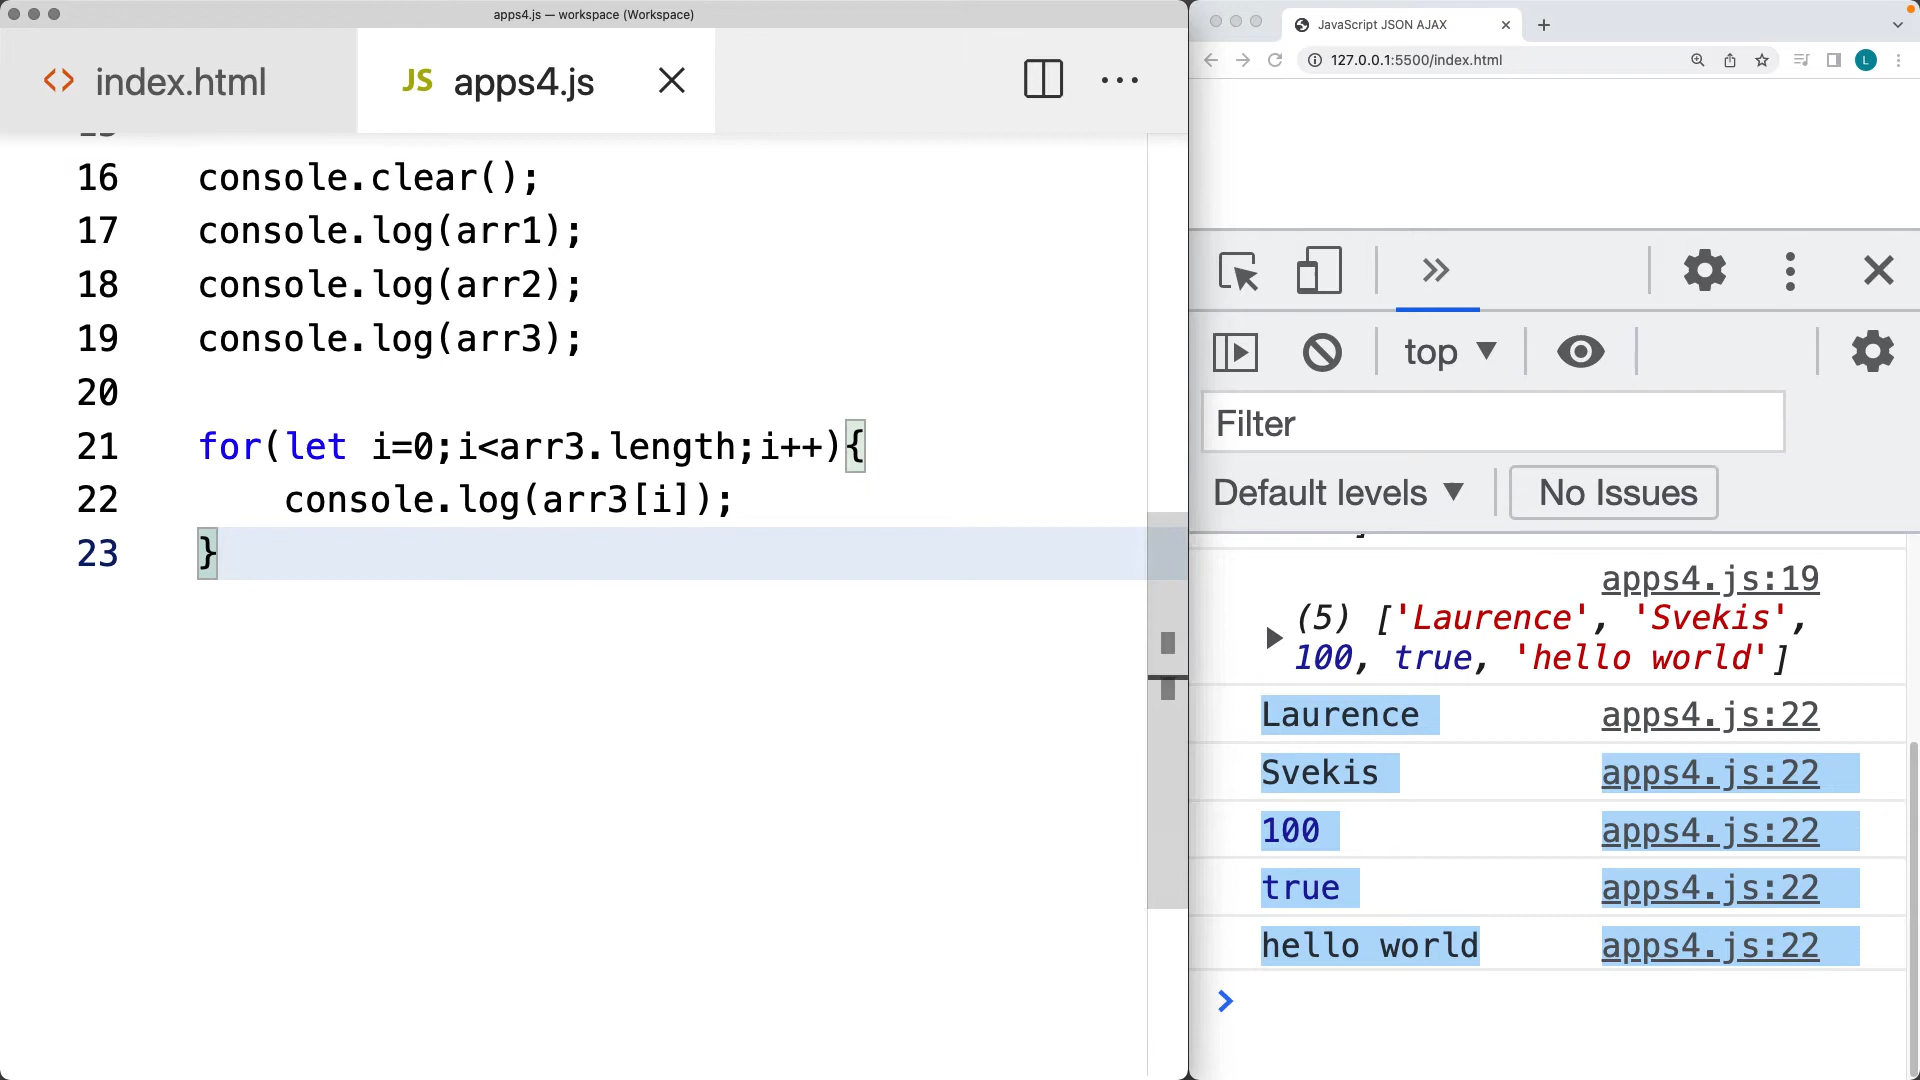 apps4.js — workspace (Workspace)
index.html
JS apps4.js
16 console.clear();
17 console.log(arr1);
18 console.log(arr2);
19 console.log(arr3);
20
21 for(let i=0;i<arr3.length;i++){
22 console.log(arr3[i]);
23 }
JavaScript JSON AJAX
127.0.0.1:5500/index.html
L
top
Filter
Default levels
No Issues
apps4.js:19
(5) ['Laurence', 'Svekis',
100, true, 'hello world']
Laurence apps4.js:22
Svekis apps4.js:22
100 apps4.js:22
true apps4.js:22
hello world apps4.js:22